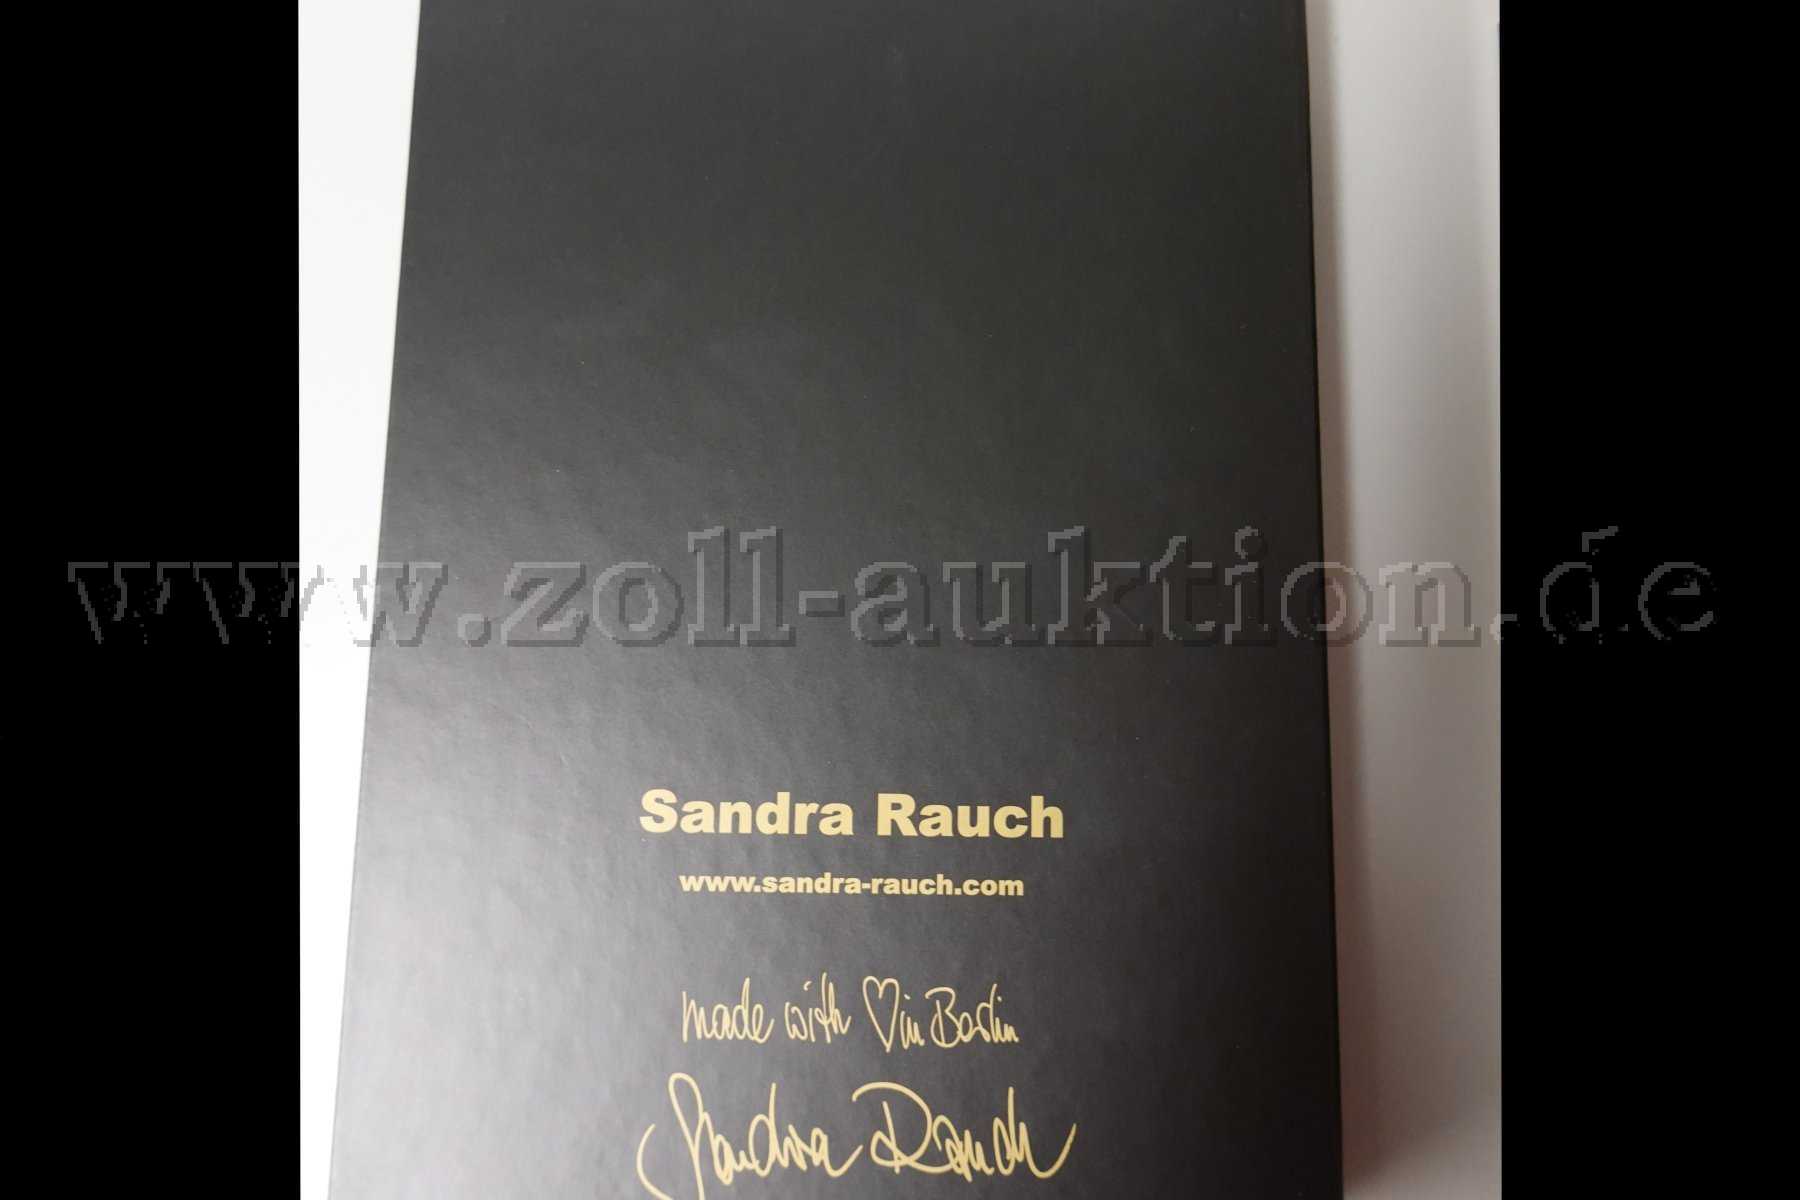 www.zoll-auktion.de
Sandra Rauch
www.sandra-rauch.com
made with ♡ in Berlin
Sandra Rauch